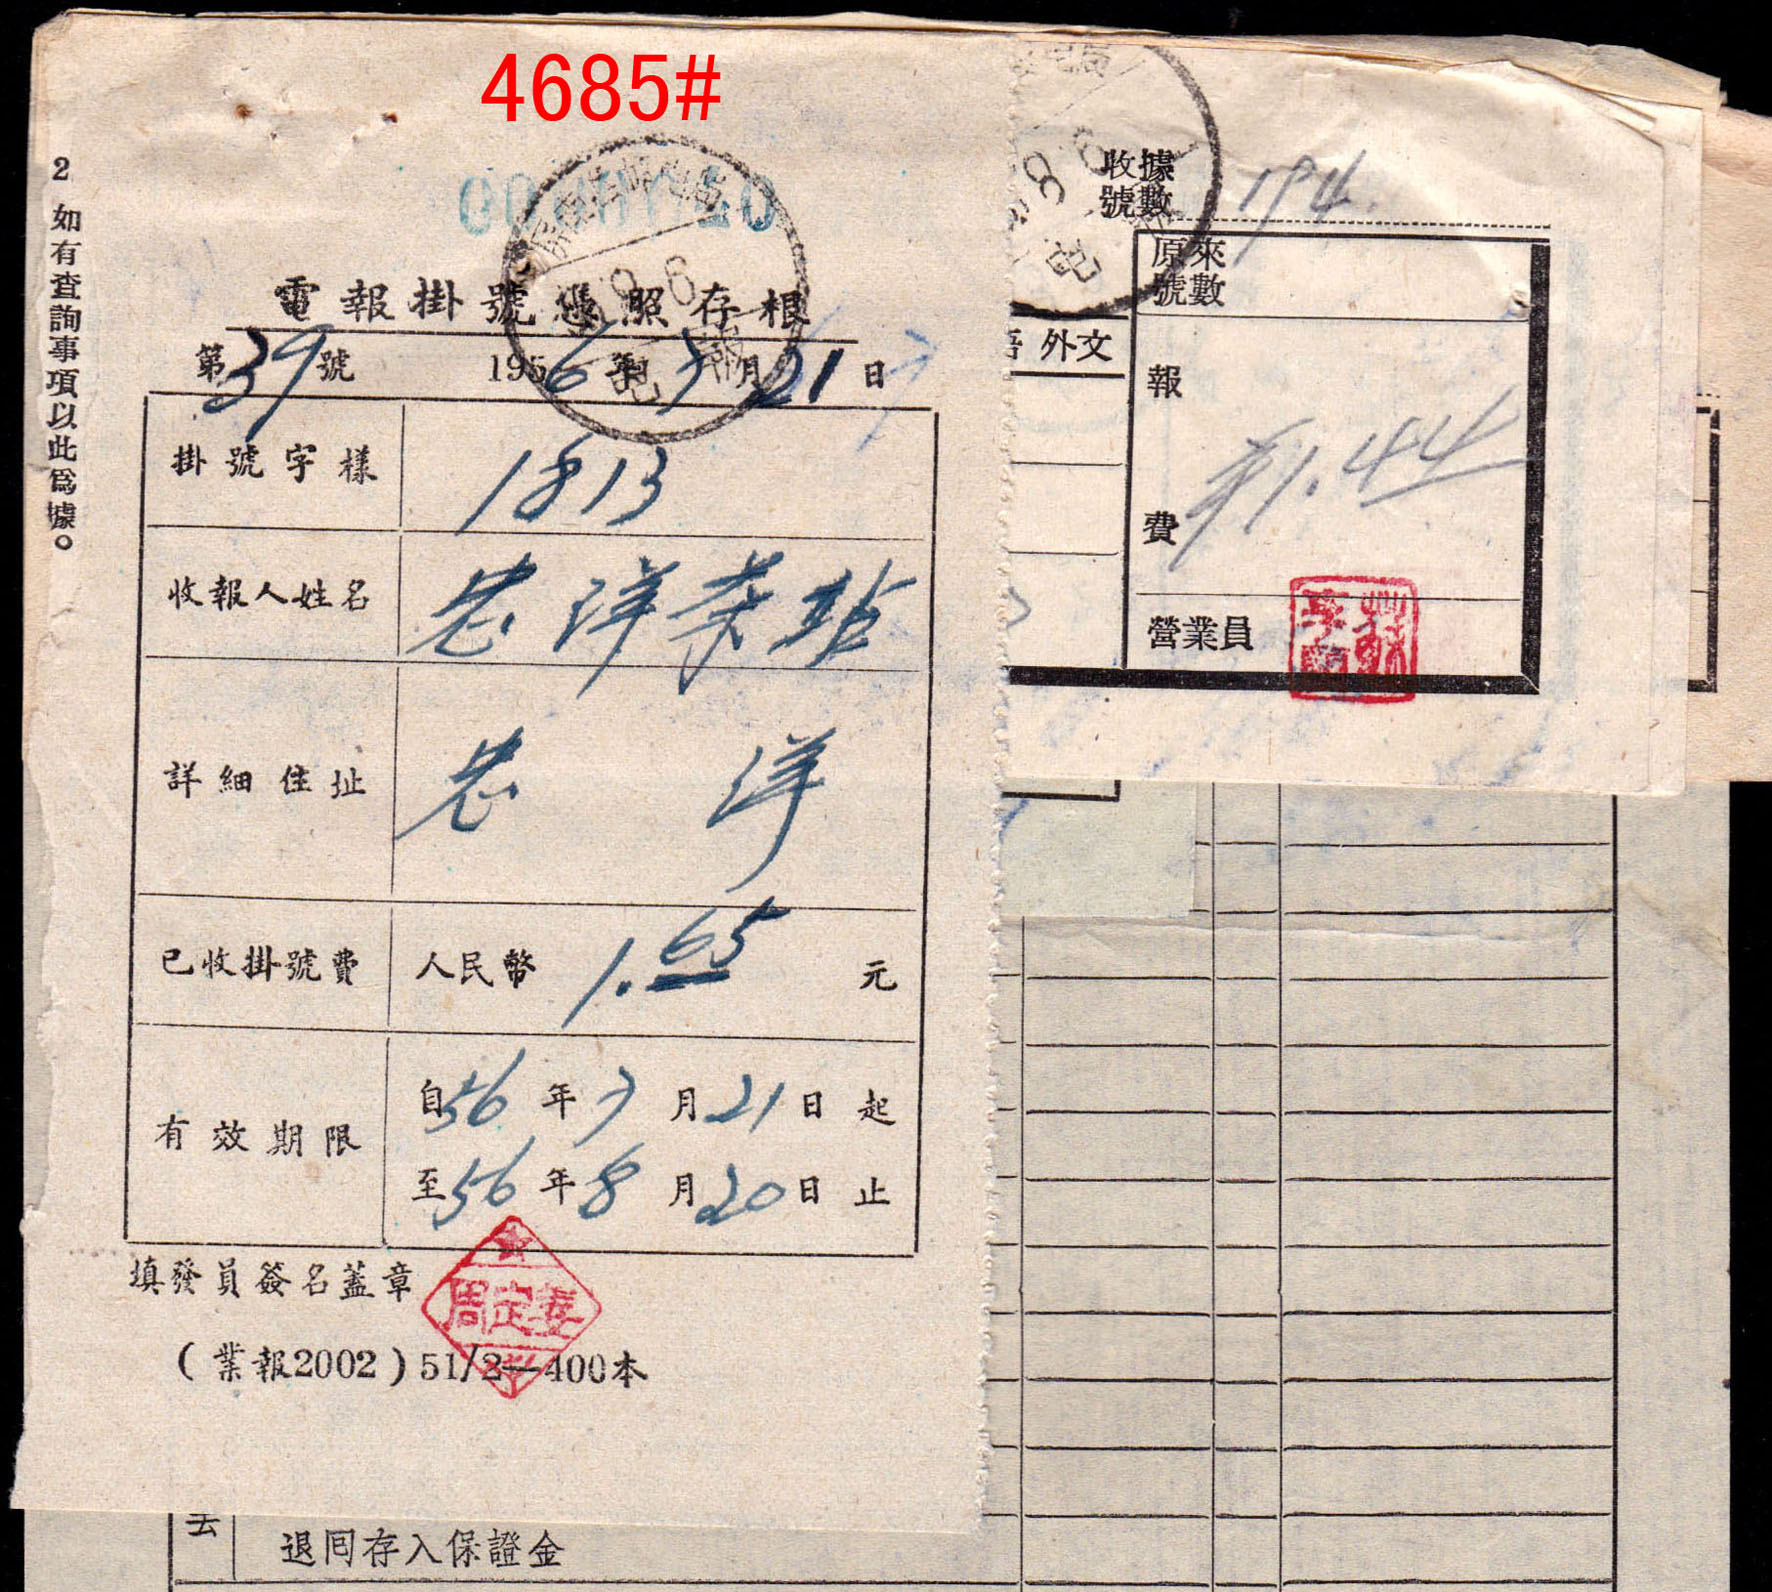 4685#
2 如有查詢事項以此爲據。
電報掛號憑照存根
第39號 1956年7月21日
掛號字樣 1813
收報人姓名
詳細住址
已收掛號費 人民幣 1.65 元
有效期限 自56年7月21日起
至56年8月20日止
填發員簽名蓋章
周定
(業報2002)51/2—400本
收據號數 194
原來號數
外文
報費 1.44
營業員
退回存入保證金